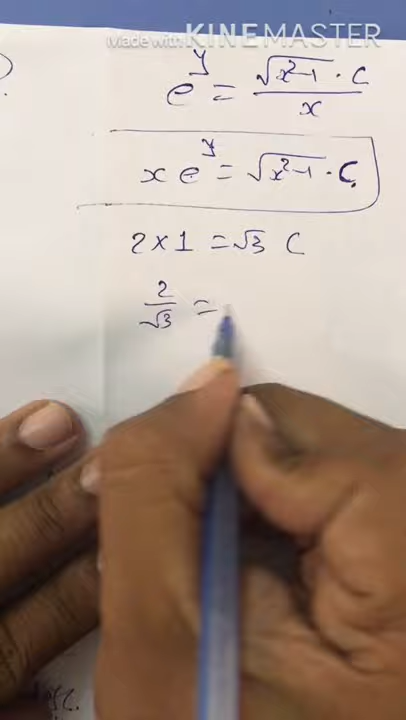 Made with KINEMASTER
e^y = √(x²-1) · C / x
x e^y = √(x²-1) · C.
2 × 1 = √3 C
2/√3 =